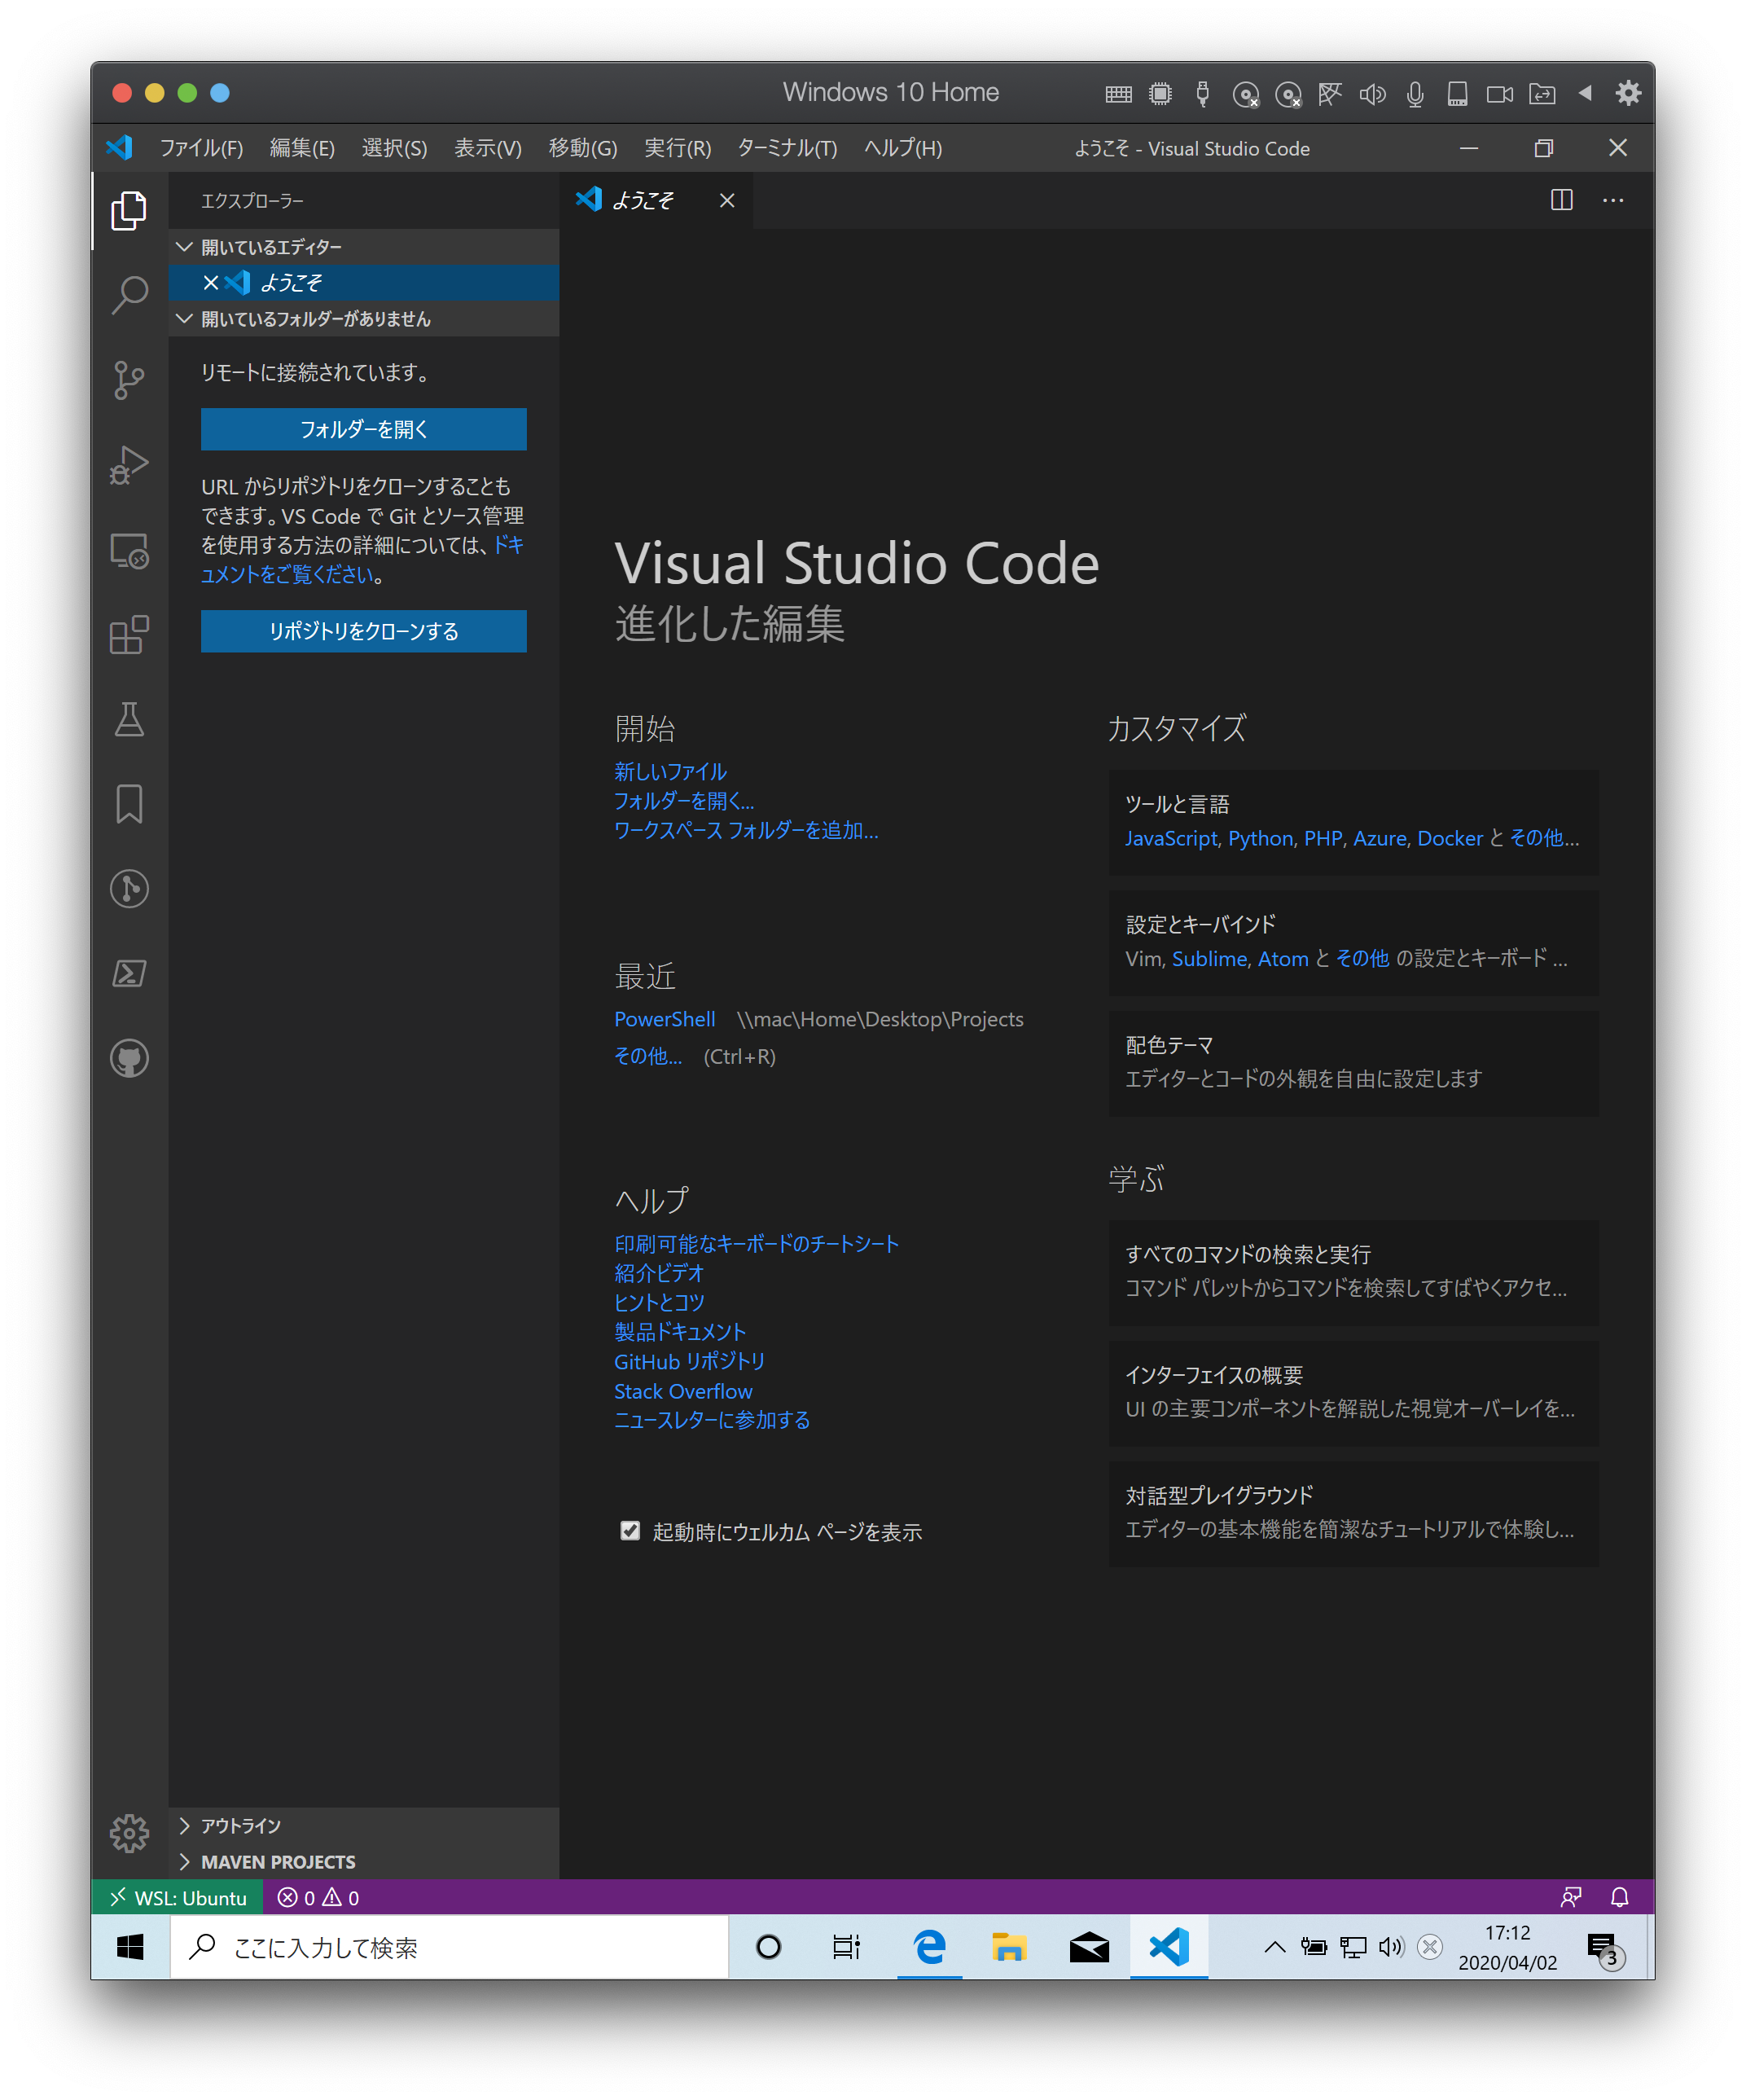 Windows 10 Home
ファイル(F) 編集(E) 選択(S) 表示(V) 移動(G) 実行(R) ターミナル(T) ヘルプ(H) ようこそ - Visual Studio Code
エクスプローラー
ようこそ
開いているエディター
ようこそ
開いているフォルダーがありません
リモートに接続されています。
フォルダーを開く
URL からリポジトリをクローンすることも
できます。VS Code で Git とソース管理
を使用する方法の詳細については、ドキ
ュメントをご覧ください。
リポジトリをクローンする
Visual Studio Code
進化した編集
開始
新しいファイル
フォルダーを開く...
ワークスペース フォルダーを追加...
最近
PowerShell \\mac\Home\Desktop\Projects
その他... (Ctrl+R)
ヘルプ
印刷可能なキーボードのチートシート
紹介ビデオ
ヒントとコツ
製品ドキュメント
GitHub リポジトリ
Stack Overflow
ニュースレターに参加する
起動時にウェルカム ページを表示
カスタマイズ
ツールと言語
JavaScript, Python, PHP, Azure, Docker と その他...
設定とキーバインド
Vim, Sublime, Atom と その他 の設定とキーボード ...
配色テーマ
エディターとコードの外観を自由に設定します
学ぶ
すべてのコマンドの検索と実行
コマンド パレットからコマンドを検索してすばやくアクセ...
インターフェイスの概要
UI の主要コンポーネントを解説した視覚オーバーレイを...
対話型プレイグラウンド
エディターの基本機能を簡潔なチュートリアルで体験し...
アウトライン
MAVEN PROJECTS
WSL: Ubuntu 0 0
ここに入力して検索
17:12
2020/04/02
3